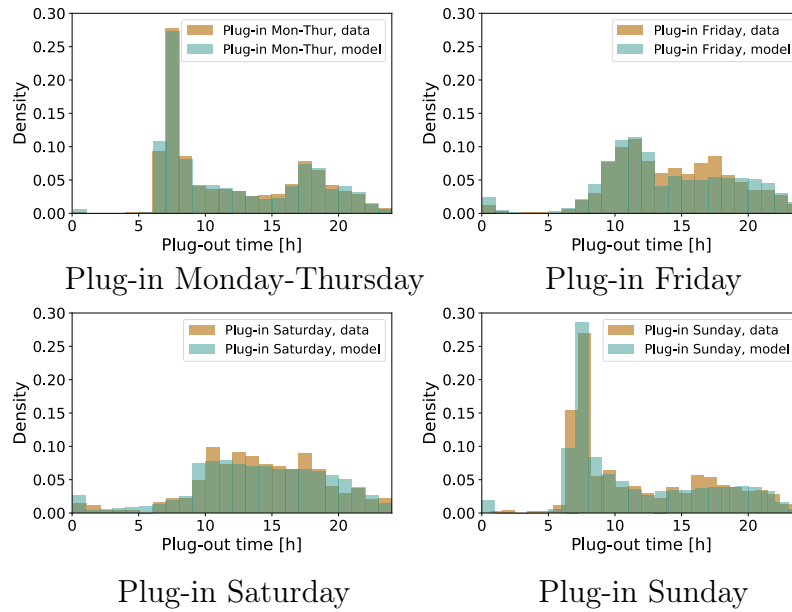 0.30
0.25
0.20
0.15
0.10
0.05
0.00
Density
Plug-in Mon-Thur, data
Plug-in Mon-Thur, model
0 5 10 15 20
Plug-out time [h]
Plug-in Monday-Thursday
0.30
0.25
0.20
0.15
0.10
0.05
0.00
Density
Plug-in Friday, data
Plug-in Friday, model
0 5 10 15 20
Plug-out time [h]
Plug-in Friday
0.30
0.25
0.20
0.15
0.10
0.05
0.00
Density
Plug-in Saturday, data
Plug-in Saturday, model
0 5 10 15 20
Plug-out time [h]
Plug-in Saturday
0.30
0.25
0.20
0.15
0.10
0.05
0.00
Density
Plug-in Sunday, data
Plug-in Sunday, model
0 5 10 15 20
Plug-out time [h]
Plug-in Sunday